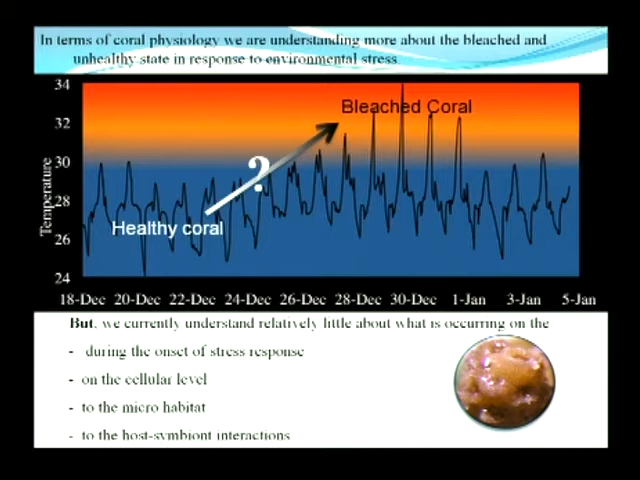 In terms of coral physiology we are understanding more about the bleached and
unhealthy state in response to environmental stress
34
32
30
28
26
24
Temperature
Bleached Coral
?
Healthy coral
18-Dec 20-Dec 22-Dec 24-Dec 26-Dec 28-Dec 30-Dec 1-Jan 3-Jan 5-Jan
But, we currently understand relatively little about what is occurring on the
- during the onset of stress response
- on the cellular level
- to the micro habitat
- to the host-symbiont interactions